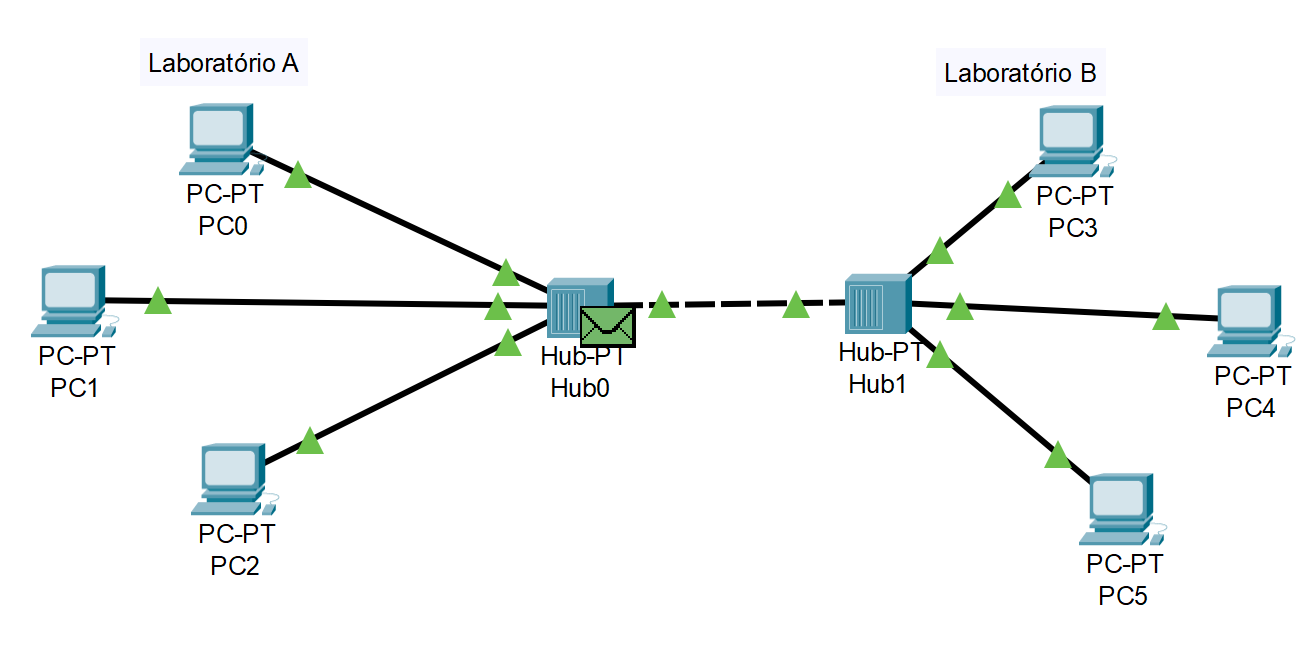 Laboratório A
Laboratório B
PC-PT
PC0
PC-PT
PC3
PC-PT
PC1
Hub-PT
Hub0
Hub-PT
Hub1
PC-PT
PC4
PC-PT
PC2
PC-PT
PC5